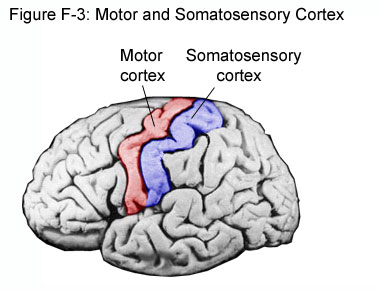 Figure F-3: Motor and Somatosensory Cortex
Motor
cortex
Somatosensory
cortex